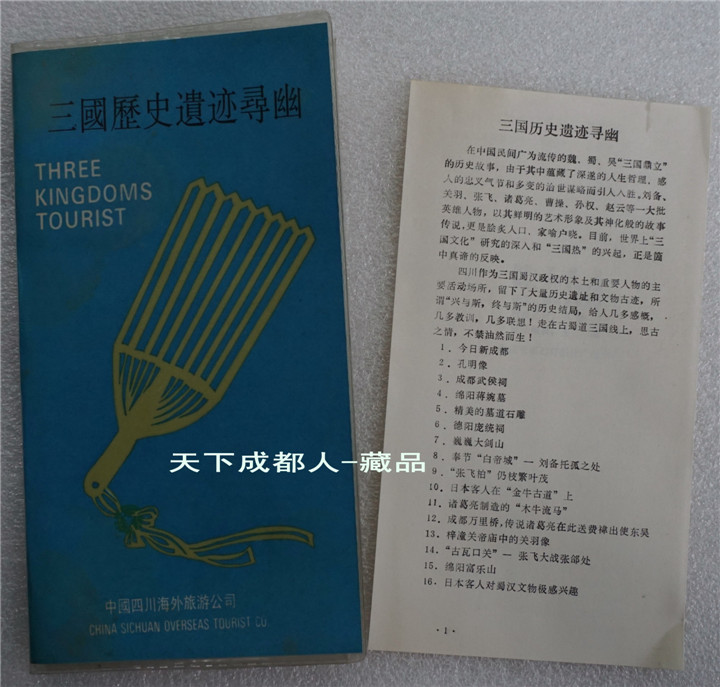 三國歷史遺迹尋幽
THREE
KINGDOMS
TOURIST
中國四川海外旅游公司
CHINA SICHUAN OVERSEAS TOURIST CO.
天下成都人-藏品
三国历史遗迹寻幽
在中国民间广为流传的魏、蜀、吴“三国鼎立”
的历史故事，由于其中蕴藏了深邃的人生哲理、感
人的忠义气节和多变的治世谋略而引人入胜。刘备、
关羽、张飞、诸葛亮、曹操、孙权、赵云等一大批
英雄人物，以其鲜明的艺术形象及其神化般的故事
传说，更是脍炙人口、家喻户晓。目前，世界上“三
国文化”研究的深入和“三国热”的兴起，正是箇
中真谛的反映。
四川作为三国蜀汉政权的本土和重要人物的主
要活动场所，留下了大量历史遗址和文物古迹，所
谓“兴与斯，终与斯”的历史结局，给人几多感慨，
几多教训，几多联想！走在古蜀道三国线上，思古
之情，不禁油然而生！
1．今日新成都
2．孔明像
3．成都武侯祠
4．绵阳蒋婉墓
5．精美的墓道石雕
6．德阳庞统祠
7．巍巍大剑山
8．奉节“白帝城”— 刘备托孤之处
9．“张飞柏”仍枝繁叶茂
10．日本客人在“金牛古道”上
11．诸葛亮制造的“木牛流马”
12．成都万里桥，传说诸葛亮在此送费祎出使东吴
13．梓潼关帝庙中的关羽像
14．“古瓦口关”— 张飞大战张郃处
15．绵阳富乐山
16．日本客人对蜀汉文物极感兴趣
·1·